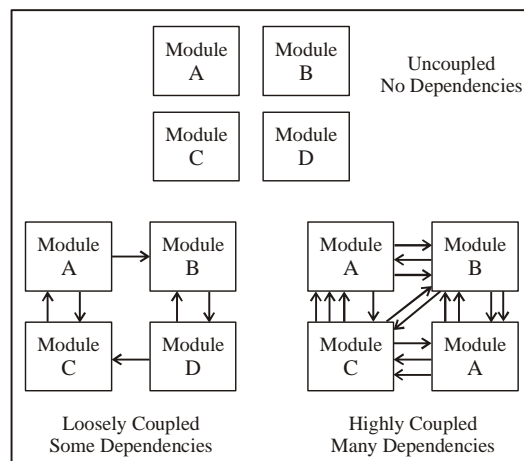 Module
A
Module
B
Uncoupled
No Dependencies
Module
C
Module
D
Module
A
Module
B
Module
C
Module
D
Loosely Coupled
Some Dependencies
Module
A
Module
B
Module
C
Module
A
Highly Coupled
Many Dependencies